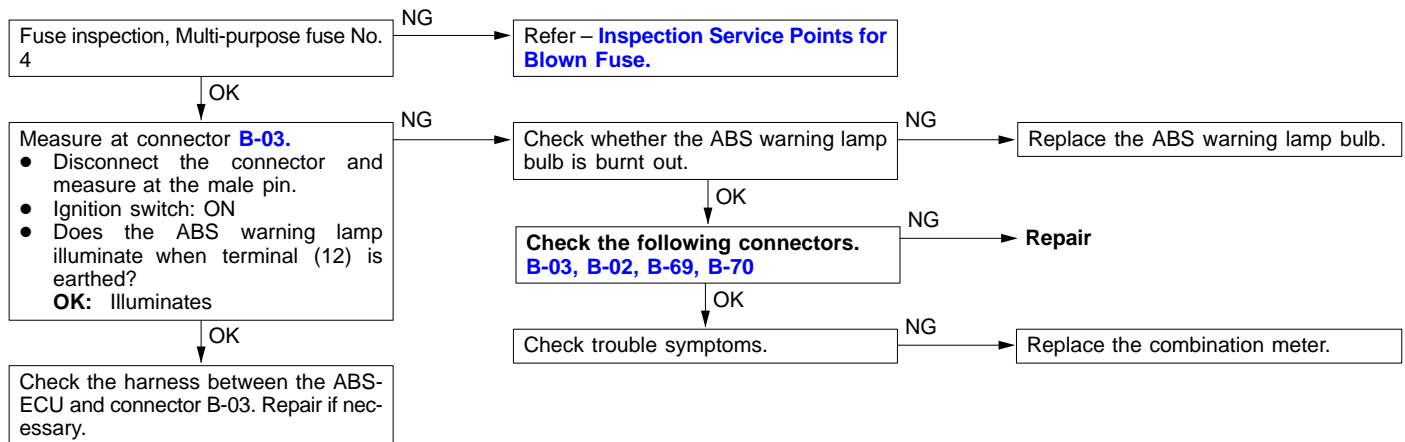 Fuse inspection, Multi-purpose fuse No.
4
NG
Refer – Inspection Service Points for
Blown Fuse.
OK
Measure at connector B-03.
● Disconnect the connector and
measure at the male pin.
● Ignition switch: ON
● Does the ABS warning lamp
illuminate when terminal (12) is
earthed?
OK: Illuminates
NG
Check whether the ABS warning lamp
bulb is burnt out.
NG
Replace the ABS warning lamp bulb.
OK
Check the following connectors.
B-03, B-02, B-69, B-70
NG
Repair
OK
Check trouble symptoms.
NG
Replace the combination meter.
OK
Check the harness between the ABS-
ECU and connector B-03. Repair if nec-
essary.